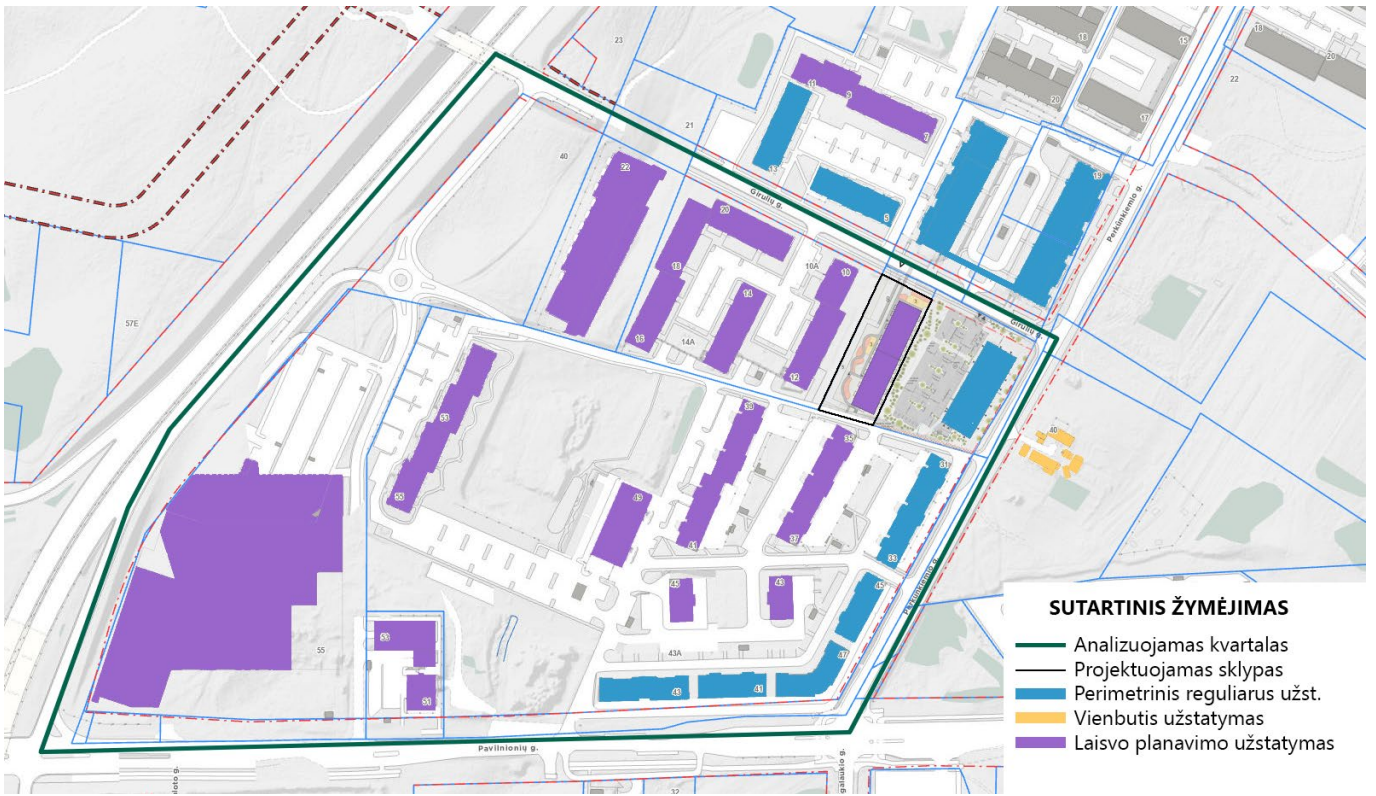 23
18
15
18
20
22
11
9
7
21
20
17
40
22
13
19
Girulių g.
5
Perkūnkiemio g.
20
10A
10
57E
18
14
Girulių g.
16
14A
12
53
39
35
40
31
55
49
41
37
33
45
43
45
Perkūnkiemio g.
53
43A
47
55
51
43
41
Pavilnionių g.
32
SUTARTINIS ŽYMĖJIMAS
Analizuojamas kvartalas
Projektuojamas sklypas
Perimetrinis reguliarus užst.
Vienbutis užstatymas
Laisvo planavimo užstatymas